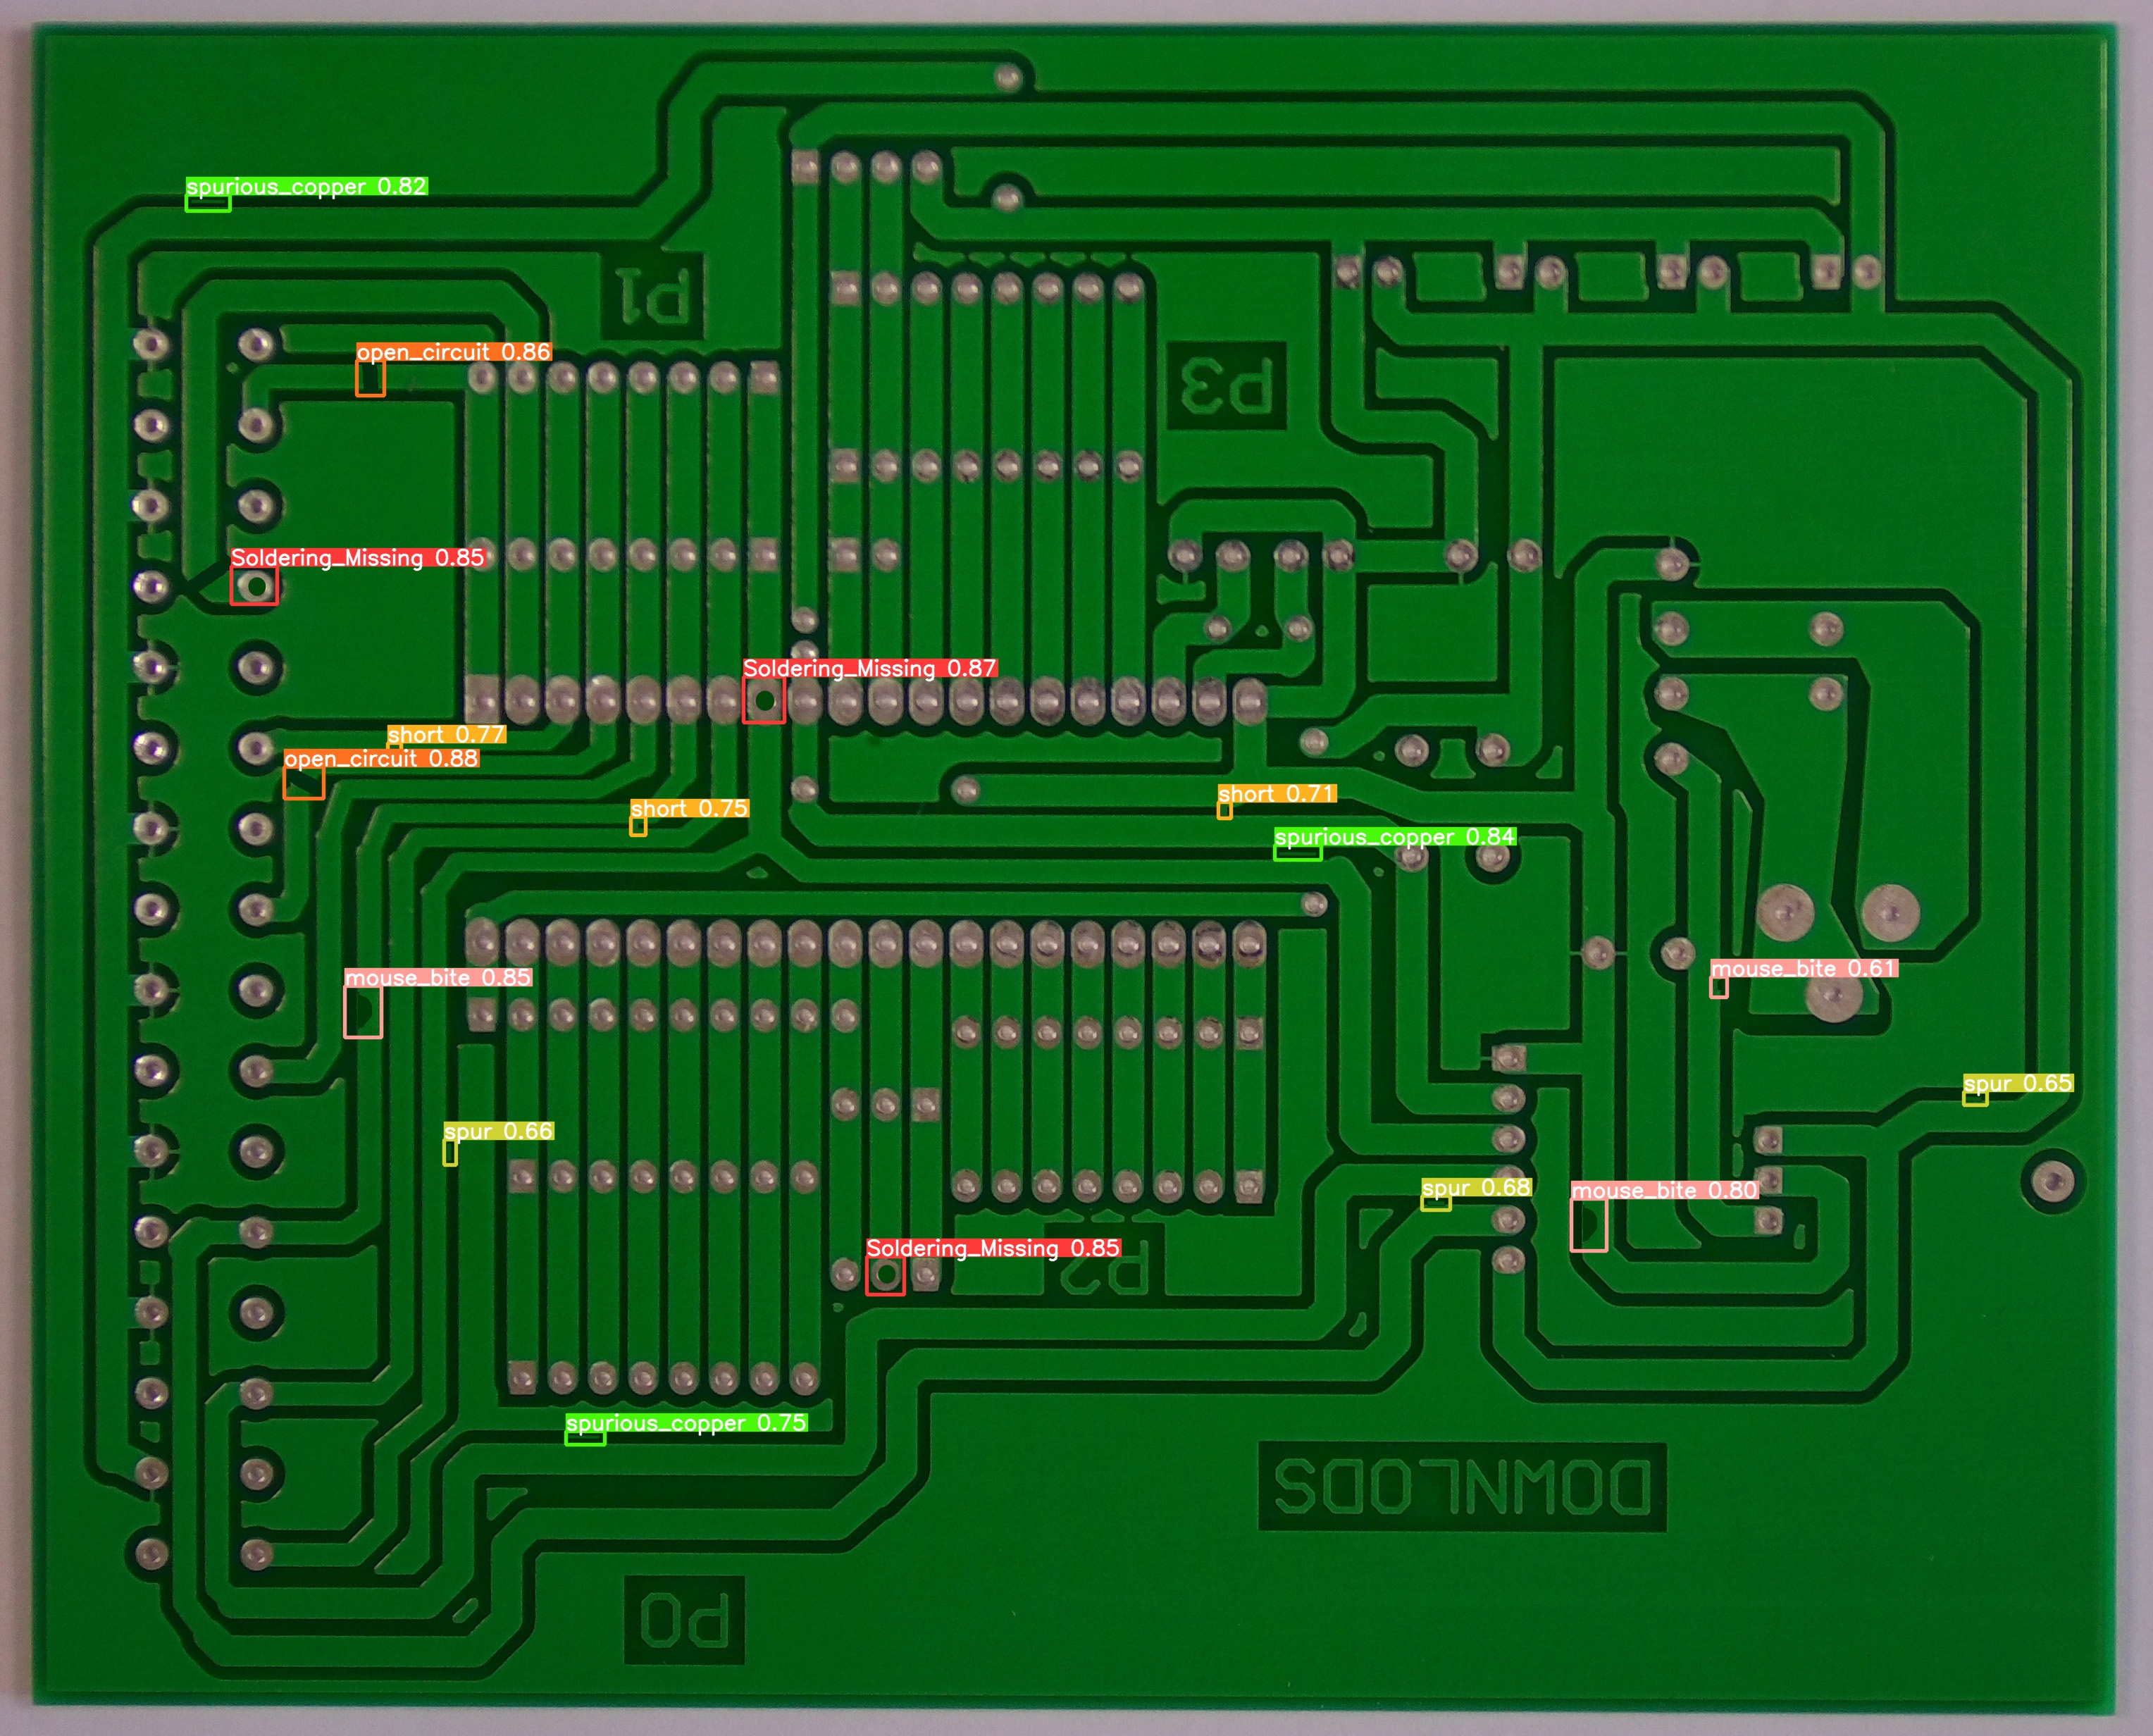 spurious_copper 0.82
P1
open_circuit 0.86
P3
Soldering_Missing 0.85
Soldering_Missing 0.87
short 0.77
open_circuit 0.88
short 0.75
short 0.71
spurious_copper 0.84
mouse_bite 0.85
mouse_bite 0.61
spur 0.65
spur 0.66
spur 0.68
mouse_bite 0.80
Soldering_Missing 0.85
P2
spurious_copper 0.75
DOWNLODS
P0